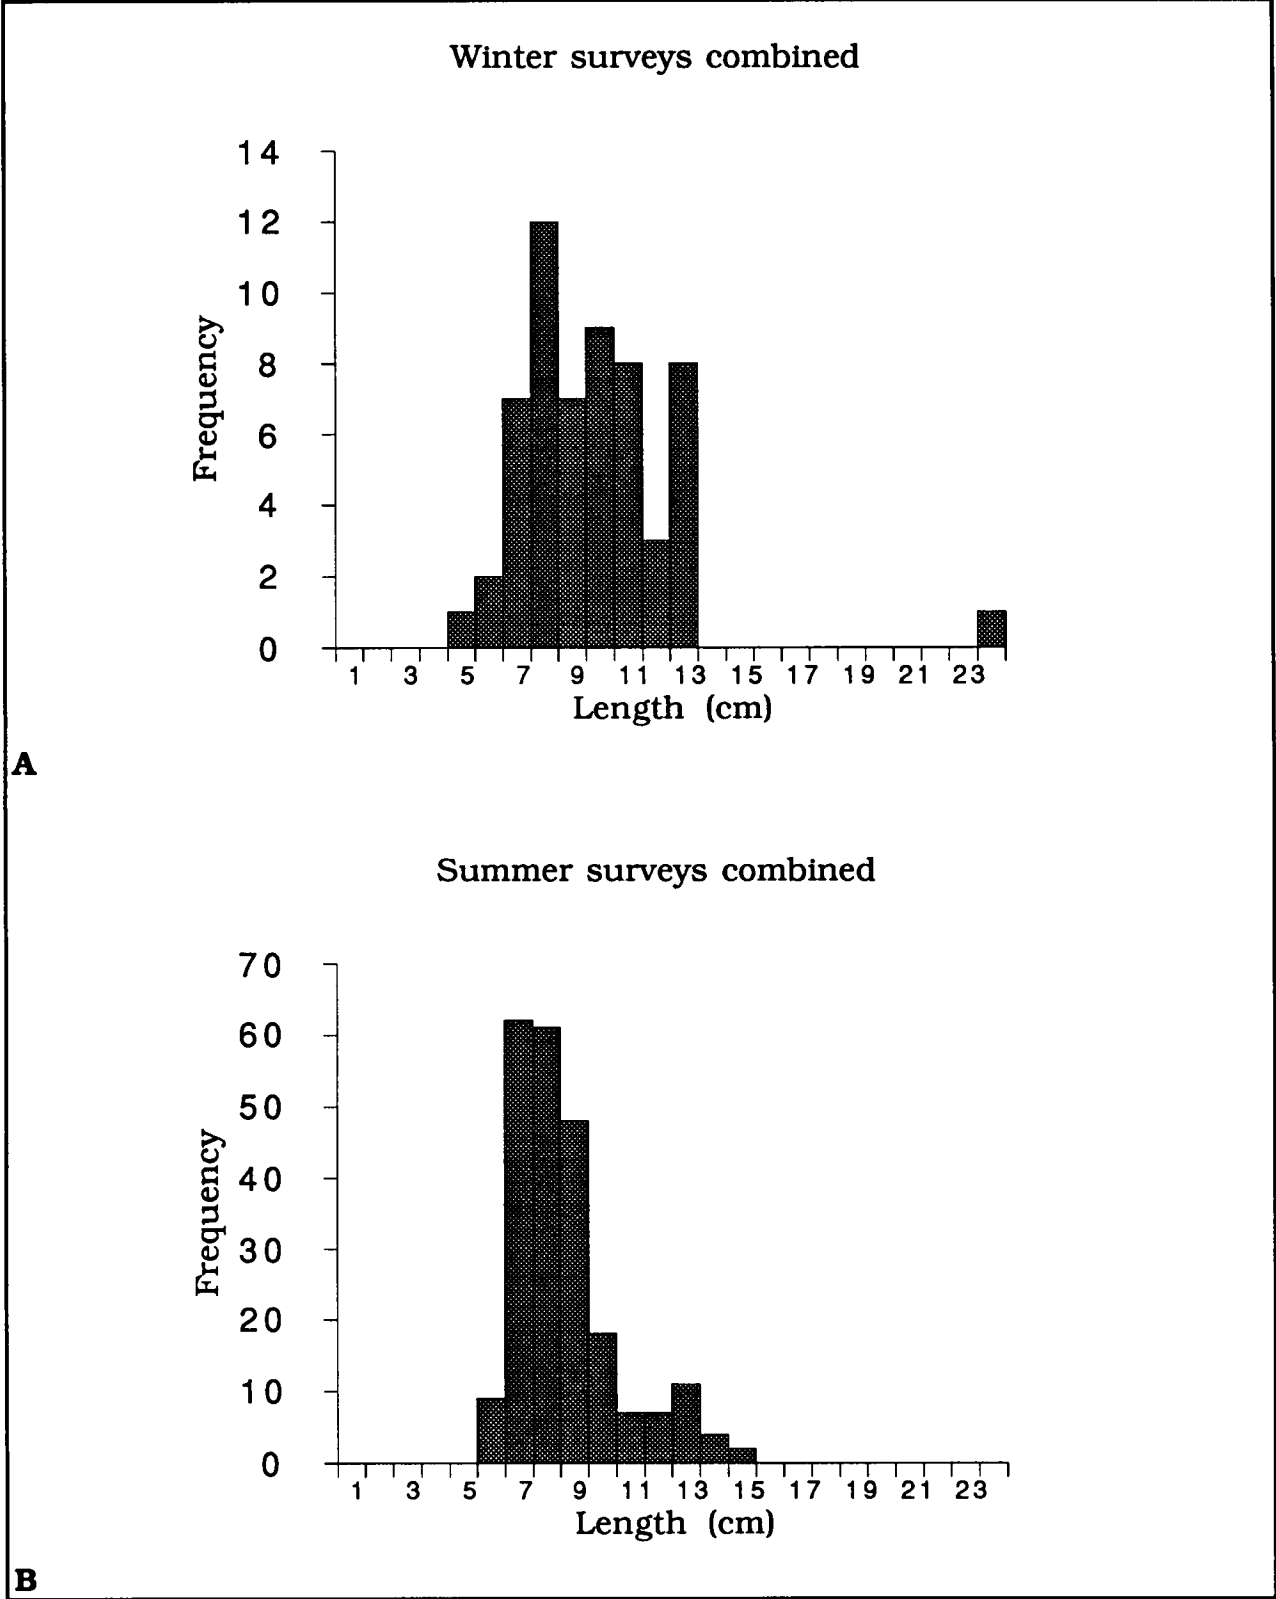 Winter surveys combined
14
12
10
8
6
4
2
0
Frequency
1 3 5 7 9 11 13 15 17 19 21 23
Length (cm)
A
Summer surveys combined
70
60
50
40
30
20
10
0
Frequency
1 3 5 7 9 11 13 15 17 19 21 23
Length (cm)
B